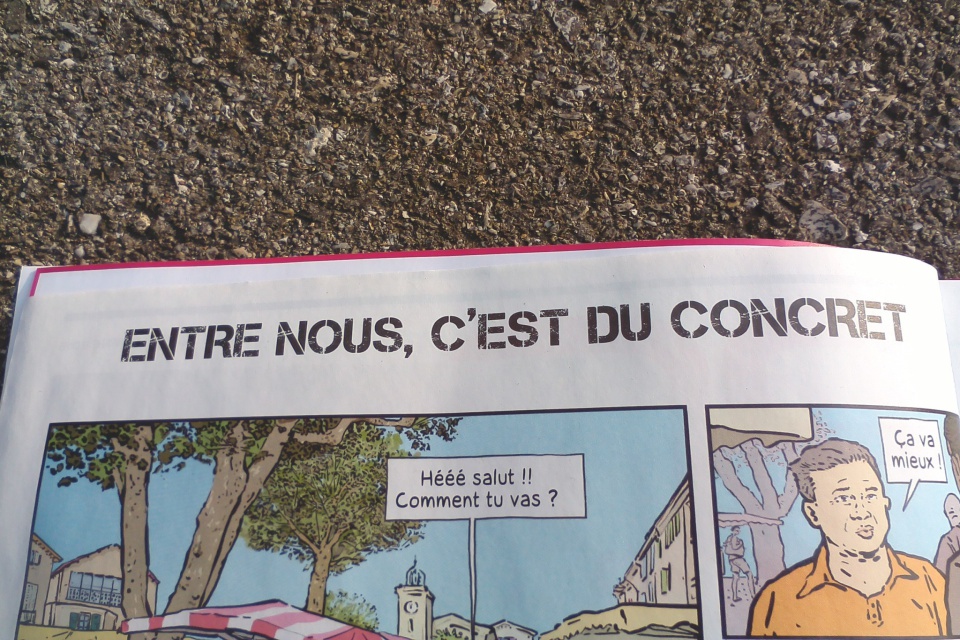 ENTRE NOUS, C'EST DU CONCRET
Hééé salut !!
Comment tu vas ?
Ça va
mieux !